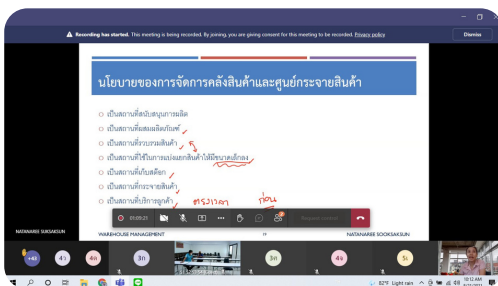 Recording has started. This meeting is being recorded. By joining, you are giving consent for this meeting to be recorded. Privacy policy
Dismiss
นโยบายของการจัดการคลังสินค้าและศูนย์กระจายสินค้า
เป็นสถานที่สนับสนุนการผลิต
เป็นสถานที่ผสมผลิตภัณฑ์
เป็นสถานที่รวบรวมสินค้า
เป็นสถานที่ใช้ในการแบ่งแยกสินค้าให้มีขนาดเล็กลง
เป็นสถานที่เก็บสต๊อก
เป็นสถานที่กระจายสินค้า
เป็นสถานที่บริการลูกค้า
ตรงเวลา ก่อน
01:09:21
Request control
NATANAREE SOOKSAKSUN
WAREHOUSE MANAGEMENT
NATANAREE SOOKSAKSUN
+43
82°F Light rain
10:12 AM